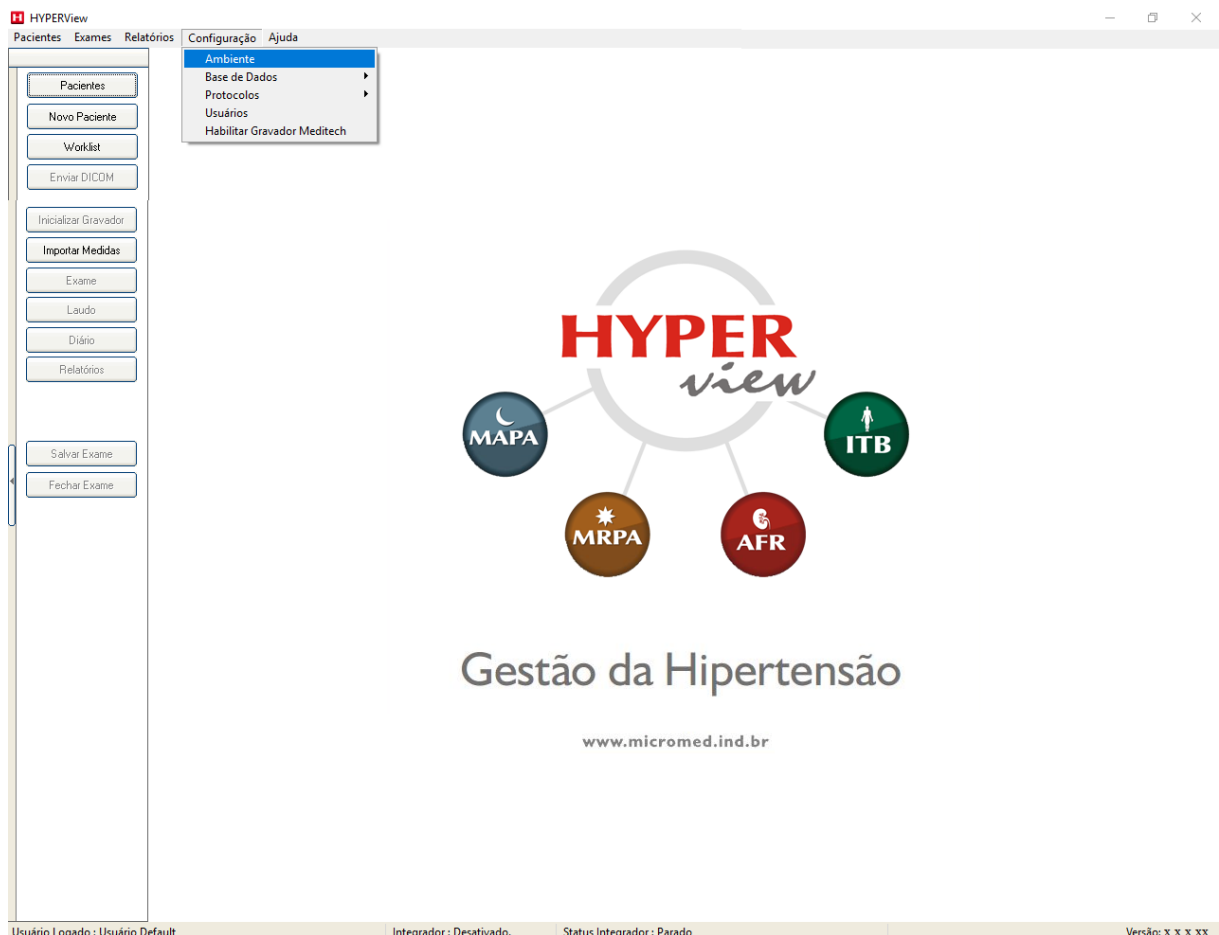 HYPERView
Pacientes Exames Relatórios Configuração Ajuda
Ambiente
Base de Dados
Protocolos
Usuários
Habilitar Gravador Meditech
Pacientes
Novo Paciente
Worklist
Enviar DICOM
Inicializar Gravador
Importar Medidas
Exame
Laudo
Diário
Relatórios
Salvar Exame
Fechar Exame
HYPER
view
MAPA
ITB
MRPA
AFR
Gestão da Hipertensão
www.micromed.ind.br
Usuário Logado : Usuário Default Integrador : Desativado. Status Integrador : Parado Versão: x x x xx